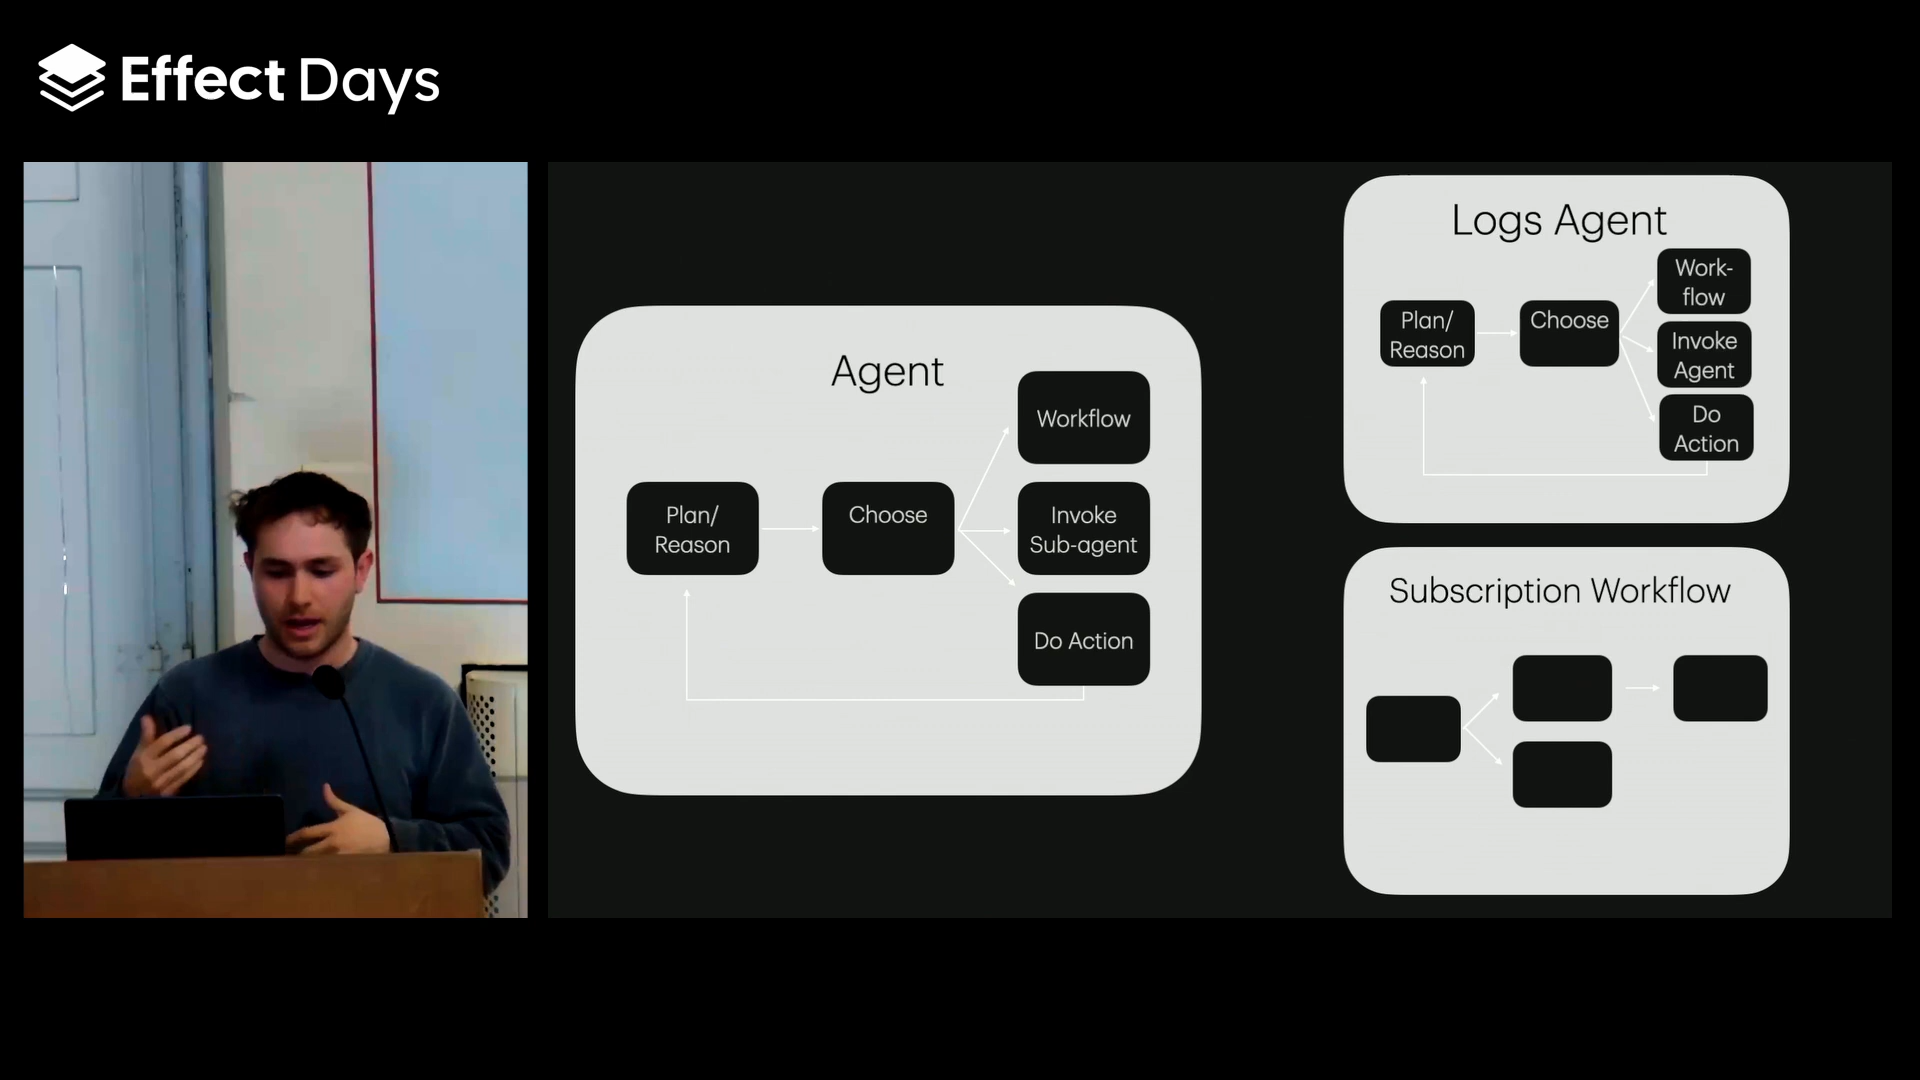 Effect Days
Agent
Plan/
Reason
Choose
Workflow
Invoke
Sub-agent
Do Action
Logs Agent
Plan/
Reason
Choose
Work-
flow
Invoke
Agent
Do
Action
Subscription Workflow